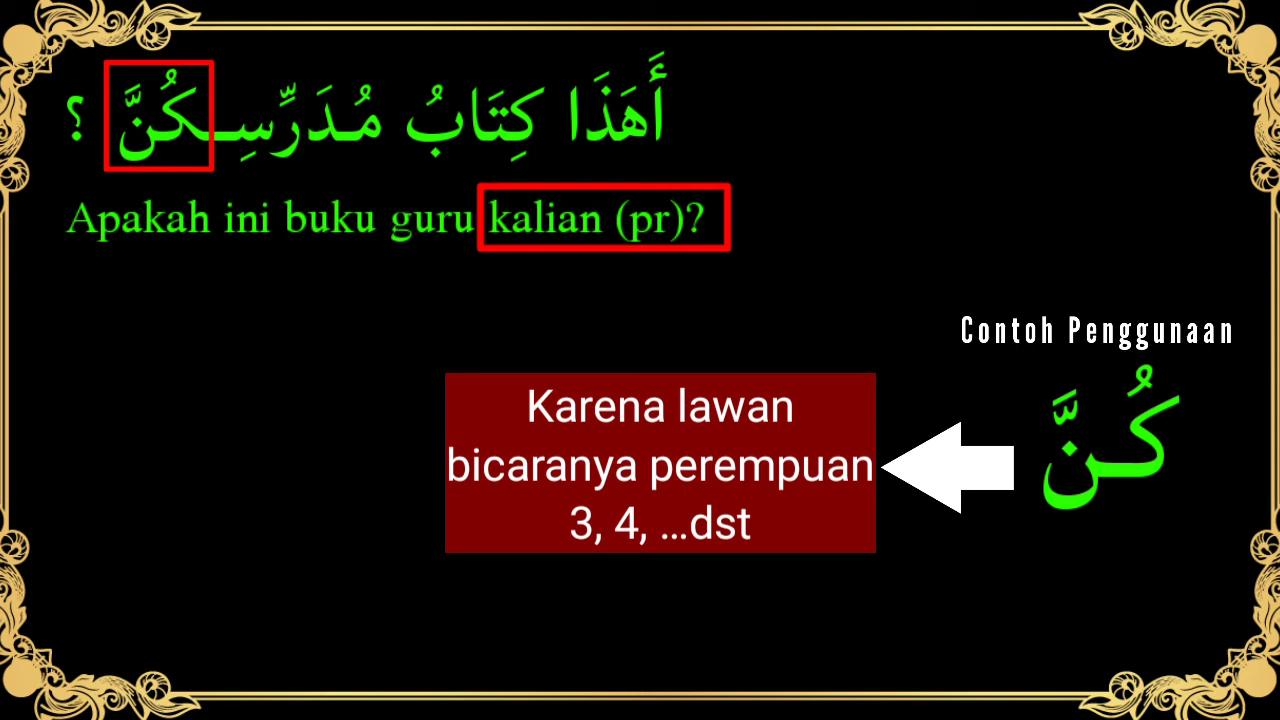 أَهَذَا كِتَابُ مُدَرِّسِكُنَّ ؟
Apakah ini buku guru kalian (pr)?
Contoh Penggunaan
كُنَّ
Karena lawan
bicaranya perempuan
3, 4, ...dst